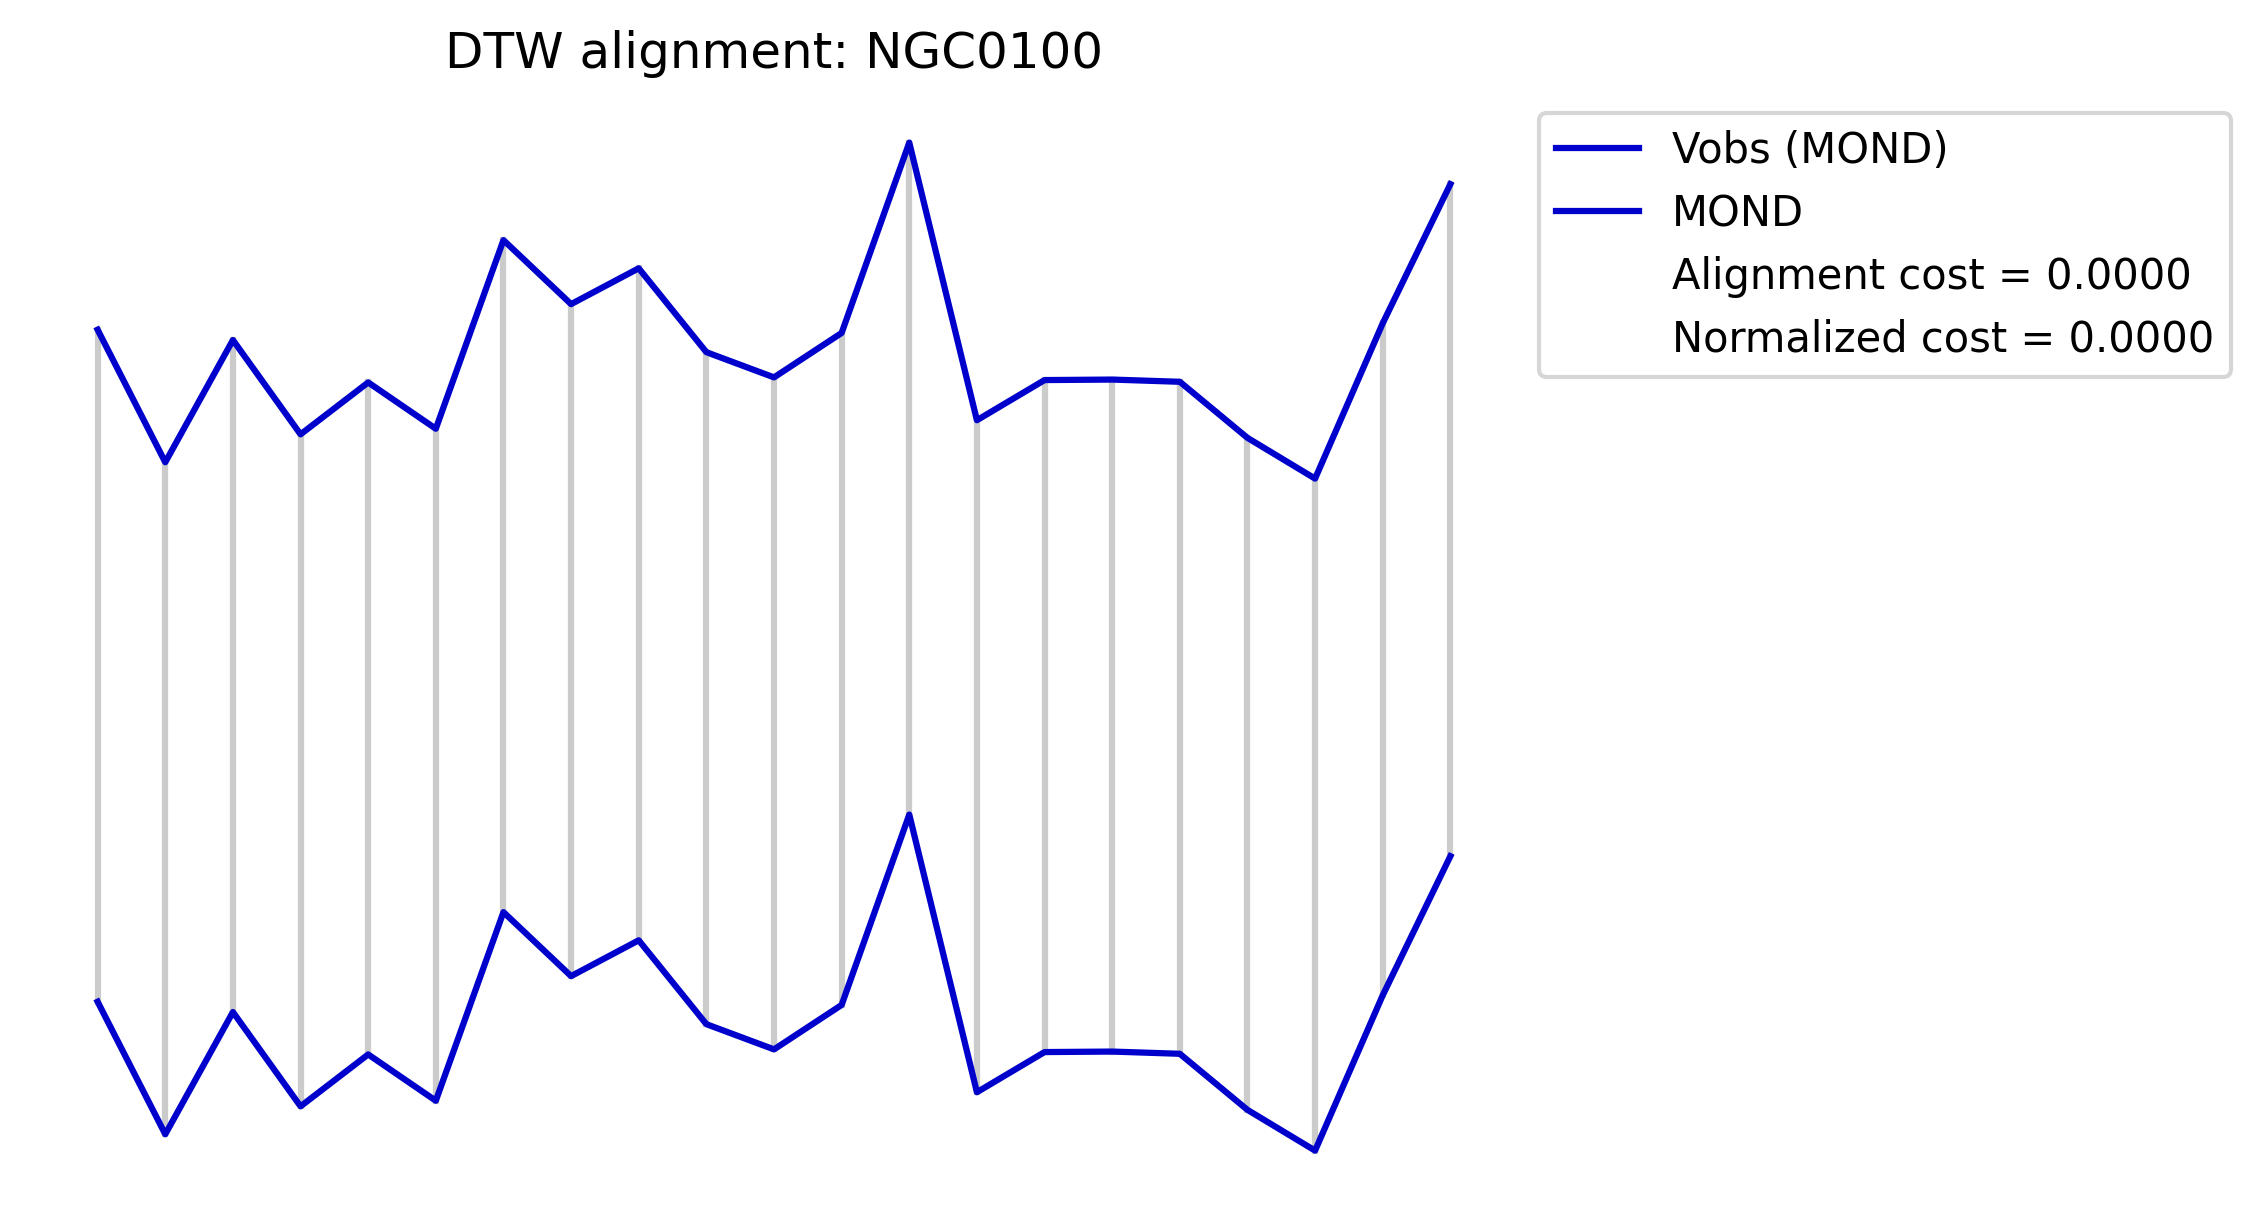 DTW alignment: NGC0100
Vobs (MOND)
MOND
Alignment cost = 0.0000
Normalized cost = 0.0000